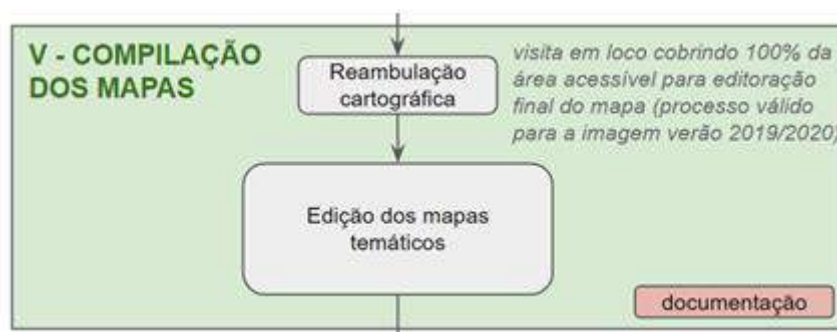 V - COMPILAÇÃO
DOS MAPAS
Reambulação
cartográfica
visita em loco cobrindo 100% da
área acessível para editoração
final do mapa (processo válido
para a imagem verão 2019/2020)
Edição dos mapas
temáticos
documentação